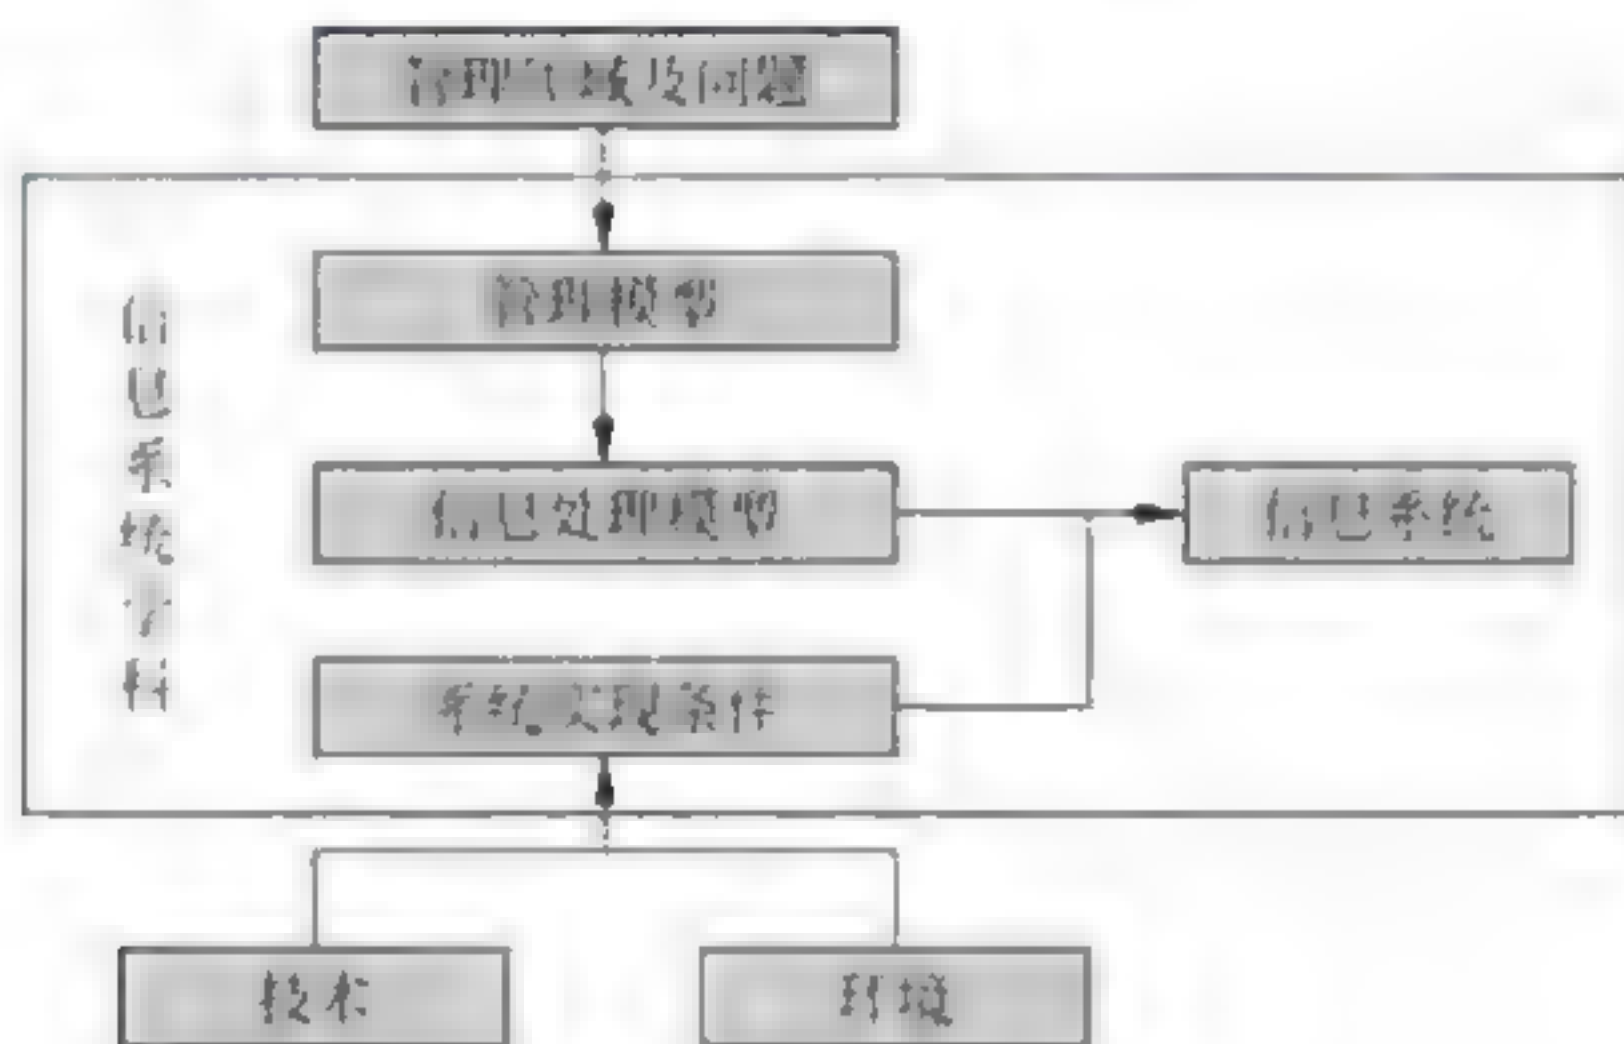 管理领域及问题
管理模型
信息系统学科
信息处理模型
信息系统
系统实现条件
技术
环境